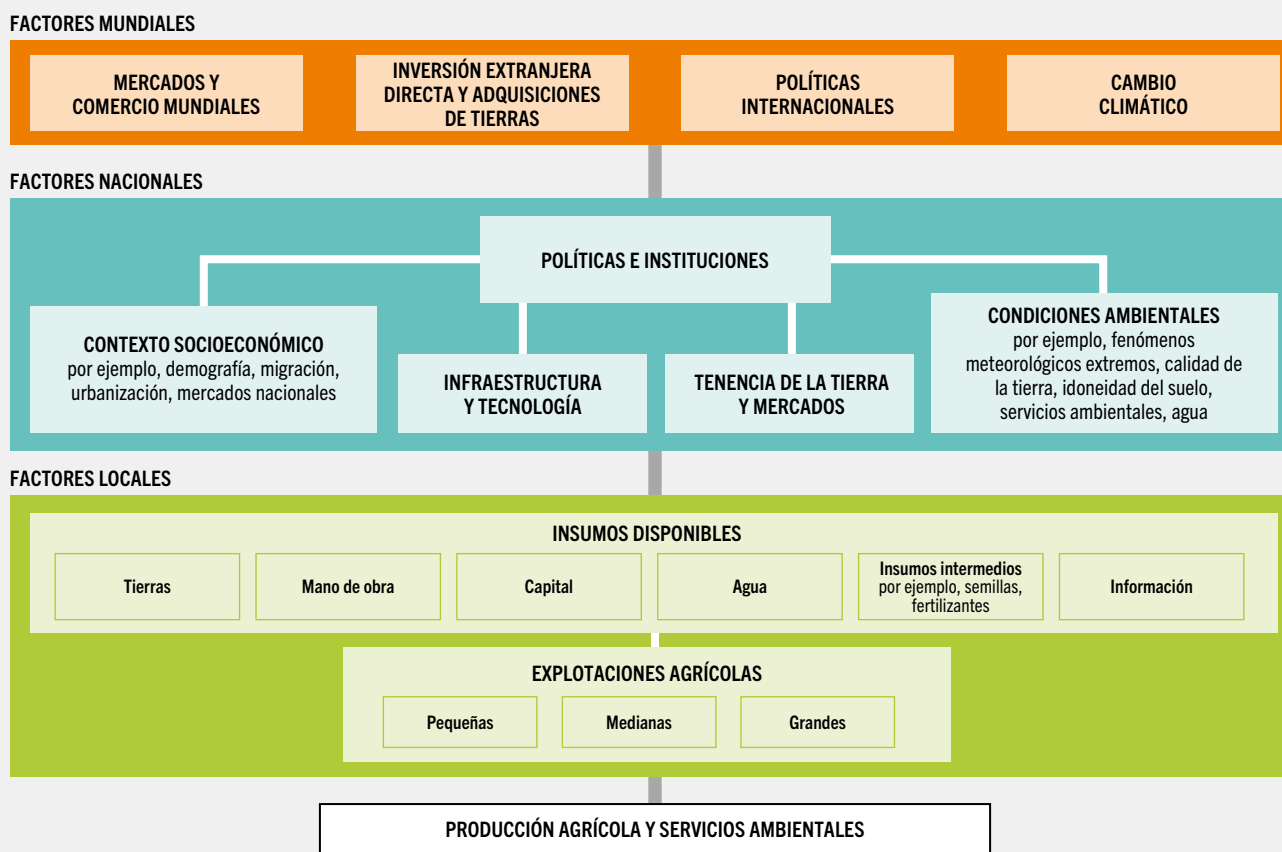 FACTORES MUNDIALES
MERCADOS Y
COMERCIO MUNDIALES
INVERSIÓN EXTRANJERA
DIRECTA Y ADQUISICIONES
DE TIERRAS
POLÍTICAS
INTERNACIONALES
CAMBIO
CLIMÁTICO
FACTORES NACIONALES
POLÍTICAS E INSTITUCIONES
CONTEXTO SOCIOECONÓMICO
por ejemplo, demografía, migración,
urbanización, mercados nacionales
INFRAESTRUCTURA
Y TECNOLOGÍA
TENENCIA DE LA TIERRA
Y MERCADOS
CONDICIONES AMBIENTALES
por ejemplo, fenómenos
meteorológicos extremos, calidad de
la tierra, idoneidad del suelo,
servicios ambientales, agua
FACTORES LOCALES
INSUMOS DISPONIBLES
Tierras
Mano de obra
Capital
Agua
Insumos intermedios
por ejemplo, semillas,
fertilizantes
Información
EXPLOTACIONES AGRÍCOLAS
Pequeñas
Medianas
Grandes
PRODUCCIÓN AGRÍCOLA Y SERVICIOS AMBIENTALES